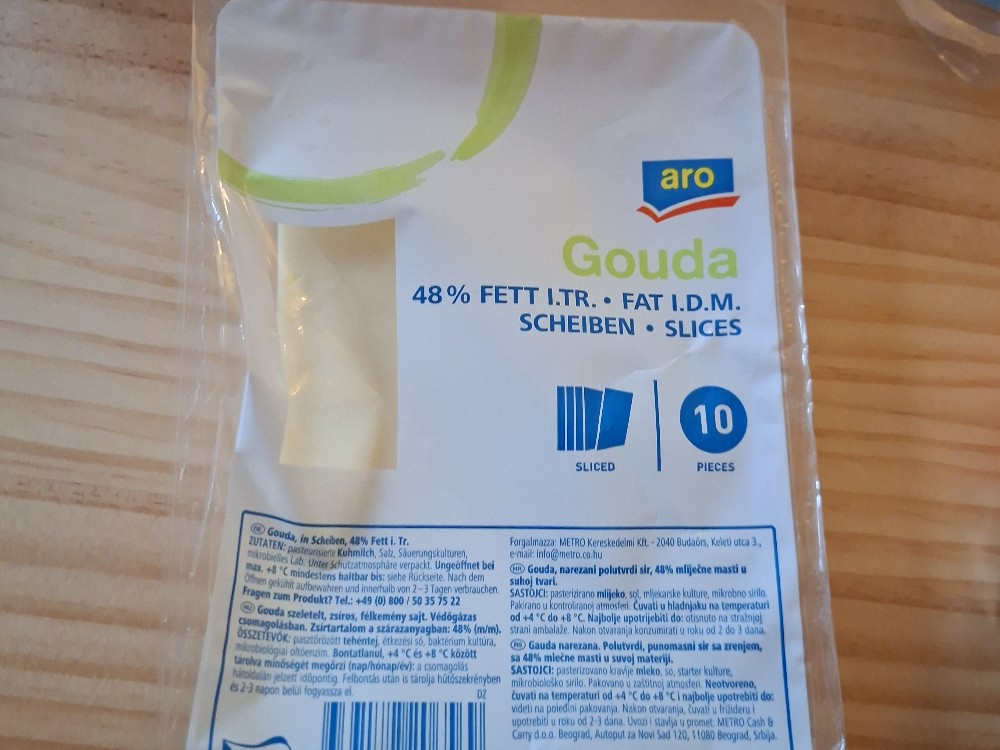 aro
Gouda
48% FETT I.TR. • FAT I.D.M.
SCHEIBEN • SLICES
SLICED
10
PIECES
DE Gouda, in Scheiben, 48% Fett i. Tr.
ZUTATEN: pasteurisierte Kuhmilch, Salz, Säuerungskulturen,
mikrobielles Lab. Unter Schutzatmosphäre verpackt. Ungeöffnet bei
max. +8 °C mindestens haltbar bis: siehe Rückseite. Nach dem
Öffnen gekühlt aufbewahren und innerhalb von 2–3 Tagen verbrauchen.
Fragen zum Produkt? Tel.: +49 (0) 800 / 50 35 75 22
HU Gouda szeletelt, zsíros, félkemény sajt. Védőgázas
csomagolásban. Zsírtartalom a szárazanyagban: 48% (m/m).
ÖSSZETEVŐK: pasztőrözött tehéntej, étkezési só, baktérium kultúra,
mikrobiológiai oltóenzim. Bontatlanul, +4 °C és +8 °C között
tárolva minőségét megőrzi (nap/hónap/év): a csomagolás
hátoldalán jelzett időpontig. Felbontás után is tárolja hűtőszekrényben
és 2-3 napon belül fogyassza el.
DZ
Forgalmazza: METRO Kereskedelmi Kft. - 2040 Budaörs, Keleti utca 3.,
e-mail: info@metro.co.hu
HR Gouda, narezani polutvrdi sir, 48% mliječne masti u
suhoj tvari.
SASTOJCI: pasterizirano mlijeko, sol, mljekarske kulture, mikrobno sirilo.
Pakirano u kontroliranoj atmosferi. Čuvati u hladnjaku na temperaturi
od +4 °C do +8 °C. Najbolje upotrijebiti do: otisnuto na stražnjoj
strani ambalaže. Nakon otvaranja konzumirati u roku od 2 do 3 dana.
Gauda narezana. Polutvrdi, punomasni sir sa zrenjem,
sa 48% mlečne masti u suvoj materiji.
SASTOJCI: pasterizovano kravlje mleko, so, starter kulture,
mikrobiološko sirilo. Pakovano u zaštitnoj atmosferi. Neotvoreno,
čuvati na temperaturi od +4 °C do +8 °C i najbolje upotrebiti do:
videti na poleđini pakovanja. Nakon otvaranja, čuvati u frižideru i
upotrebiti u roku od 2-3 dana. Uvozi i stavlja u promet: METRO Cash &
Carry d.o.o. Beograd, Autoput za Novi Sad 120, 11080 Beograd, Srbija.